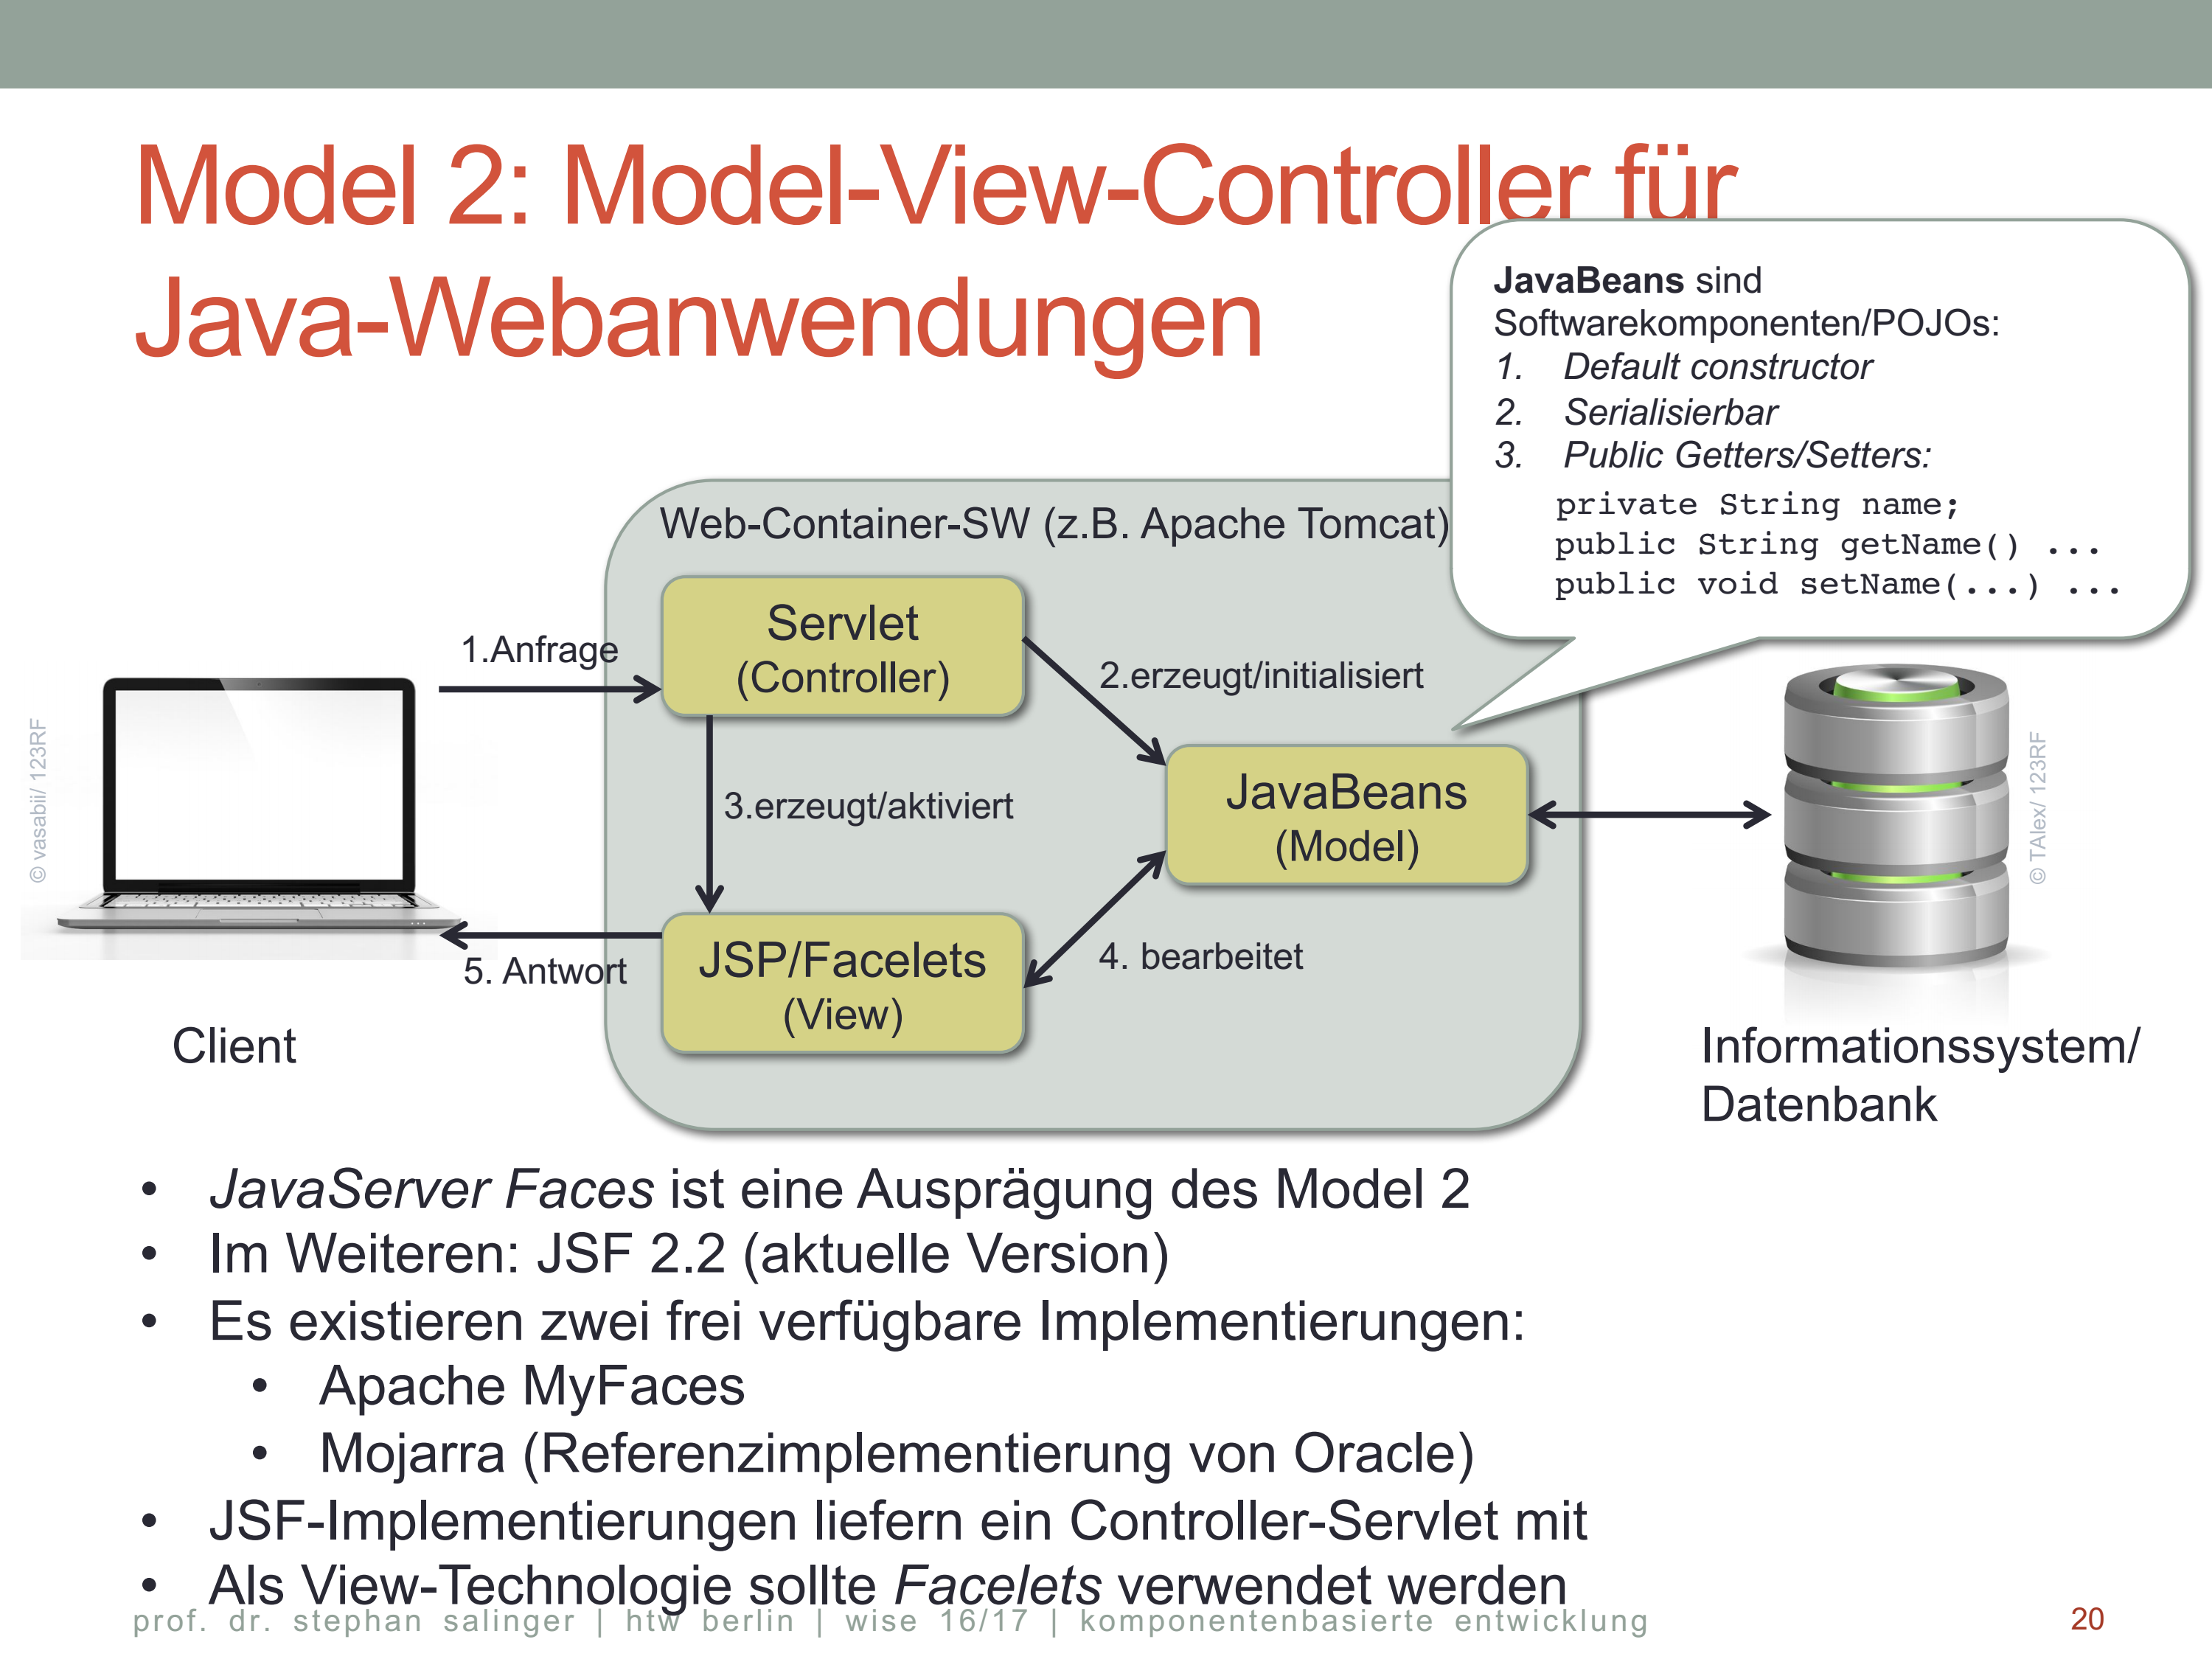 Model 2: Model-View-Controller für
Java-Webanwendungen
JavaBeans sind
Softwarekomponenten/POJOs:
1. Default constructor
2. Serialisierbar
3. Public Getters/Setters:
private String name;
public String getName() ...
public void setName(...) ...
Web-Container-SW (z.B. Apache Tomcat)
Servlet
(Controller)
1.Anfrage
2.erzeugt/initialisiert
3.erzeugt/aktiviert
JavaBeans
(Model)
JSP/Facelets
(View)
4. bearbeitet
5. Antwort
© vasabii/ 123RF
© TAlex/ 123RF
Client
Informationssystem/
Datenbank
• JavaServer Faces ist eine Ausprägung des Model 2
• Im Weiteren: JSF 2.2 (aktuelle Version)
• Es existieren zwei frei verfügbare Implementierungen:
• Apache MyFaces
• Mojarra (Referenzimplementierung von Oracle)
• JSF-Implementierungen liefern ein Controller-Servlet mit
• Als View-Technologie sollte Facelets verwendet werden
prof. dr. stephan salinger | htw berlin | wise 16/17 | komponentenbasierte entwicklung
20